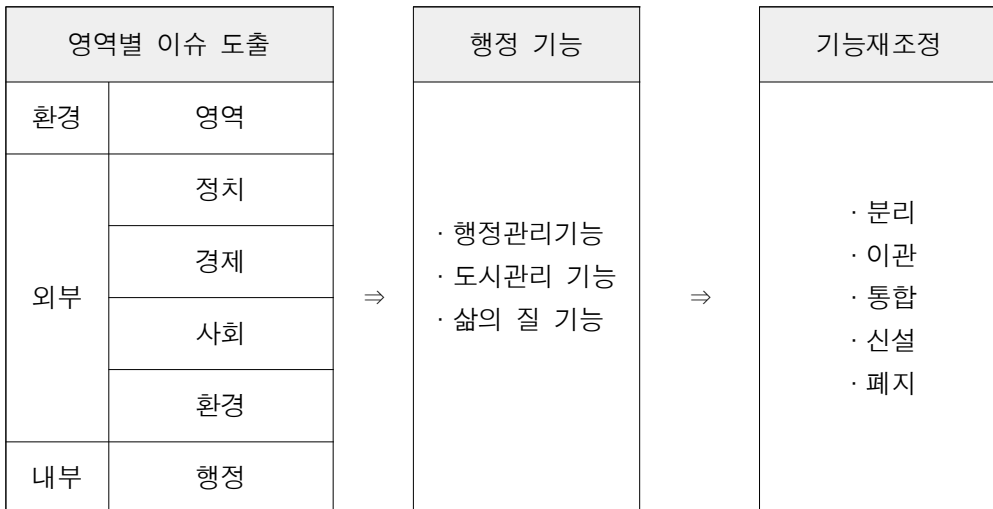 영역별 이슈 도출
환경 영역
외부
정치
경제
사회
환경
내부 행정
⇒
행정 기능
· 행정관리기능
· 도시관리 기능
· 삶의 질 기능
⇒
기능재조정
· 분리
· 이관
· 통합
· 신설
· 폐지